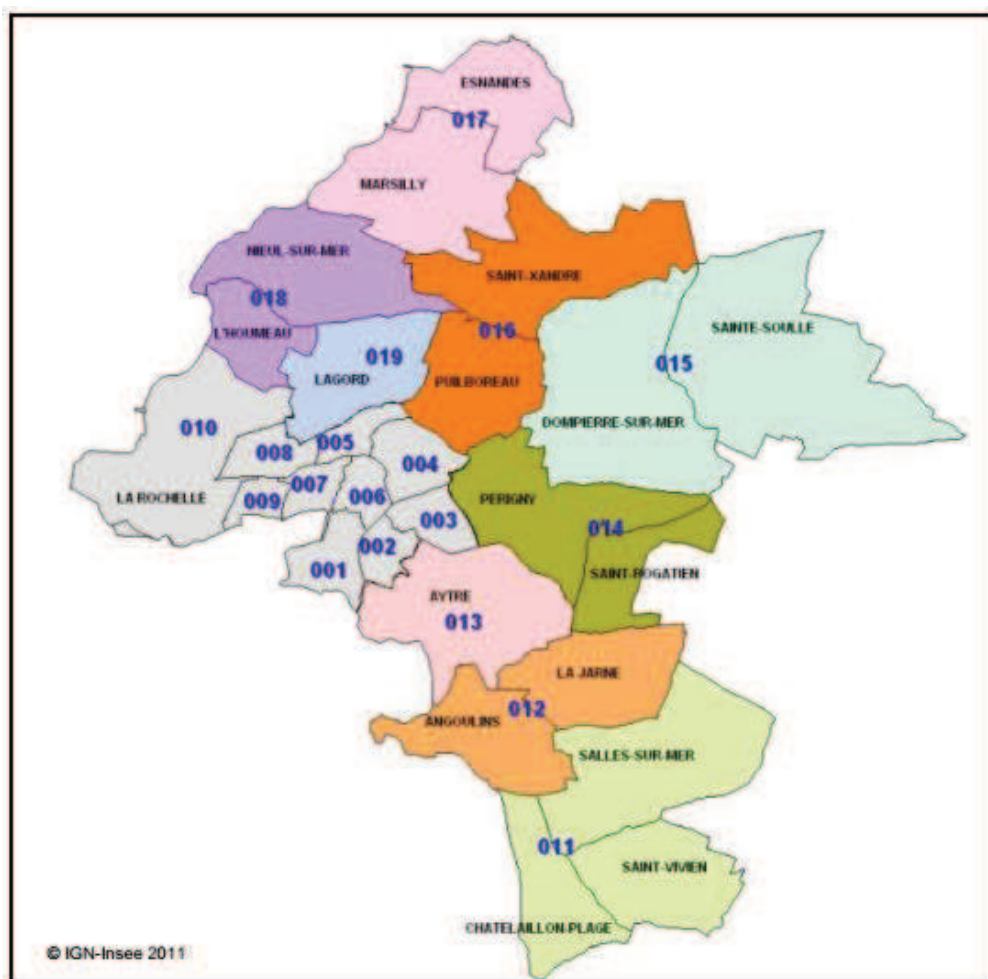 ESNANDES
017
MARSILLY
NIEUL-SUR-MER
SAINT-XANDRE
018
016
SAINTE-SOULLE
L'HOUMEAU
019
015
LAGORD
PUILBOREAU
010
DOMPIERRE-SUR-MER
005
008
004
007
LA ROCHELLE
009
006
PERIGNY
003
014
002
001
SAINT-ROGATIEN
AYTRE
013
LA JARNE
012
ANGOULINS
SALLES-SUR-MER
011
SAINT-VIVIEN
CHATELAILLON-PLAGE
© IGN-Insee 2011